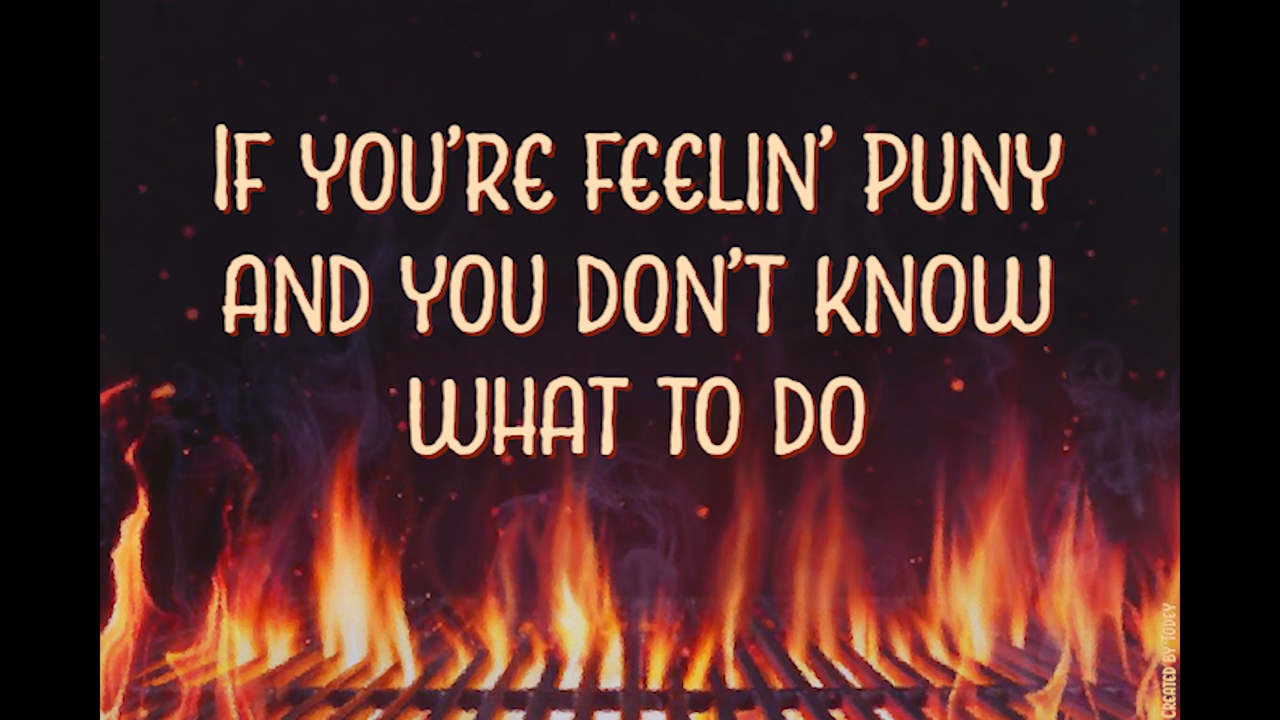 IF YOU'RE FEELIN' PUNY
AND YOU DON'T KNOW
WHAT TO DO
CREATED BY TODEY